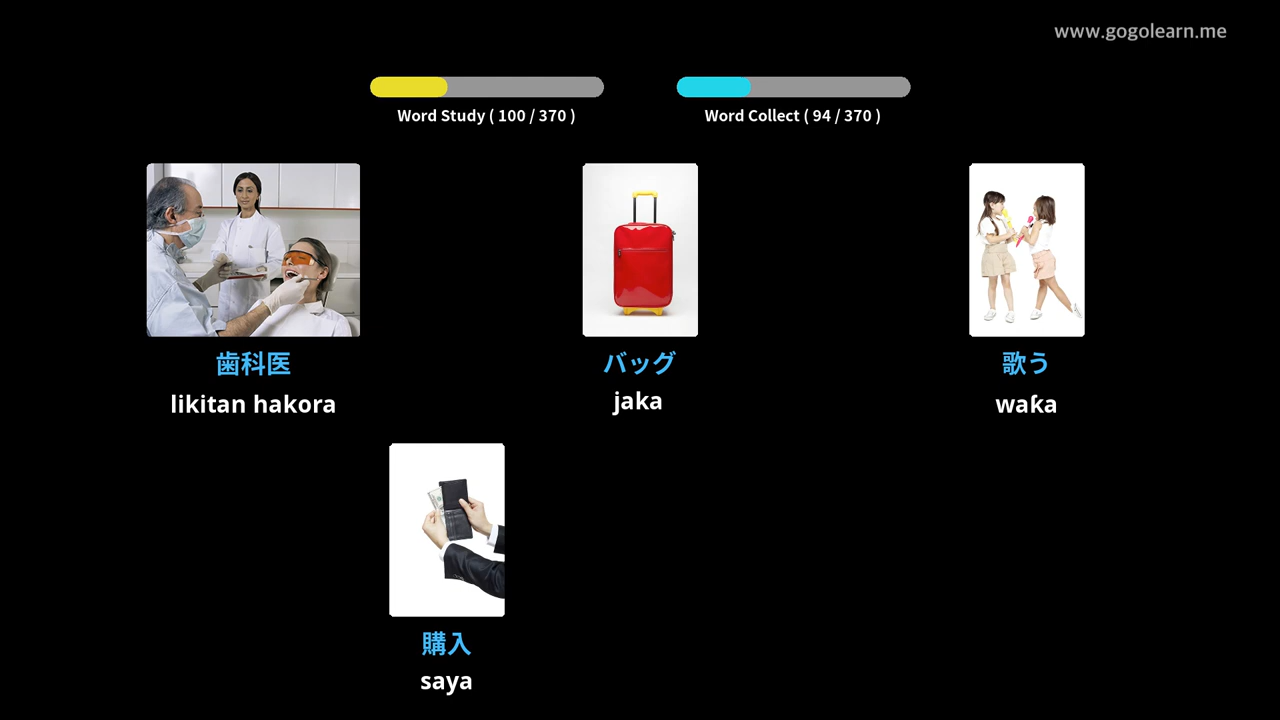 www.gogolearn.me
Word Study ( 100 / 370 )
Word Collect ( 94 / 370 )
歯科医
likitan hakora
バッグ
jaka
歌う
waƙa
購入
saya